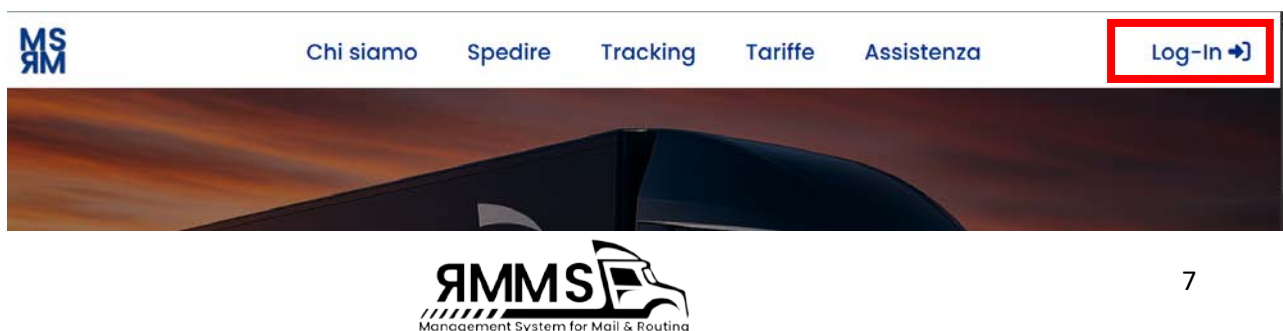 MS
ЯM
Chi siamo Spedire Tracking Tariffe Assistenza Log-In
ЯMMS
7
Management System for Mail & Routing